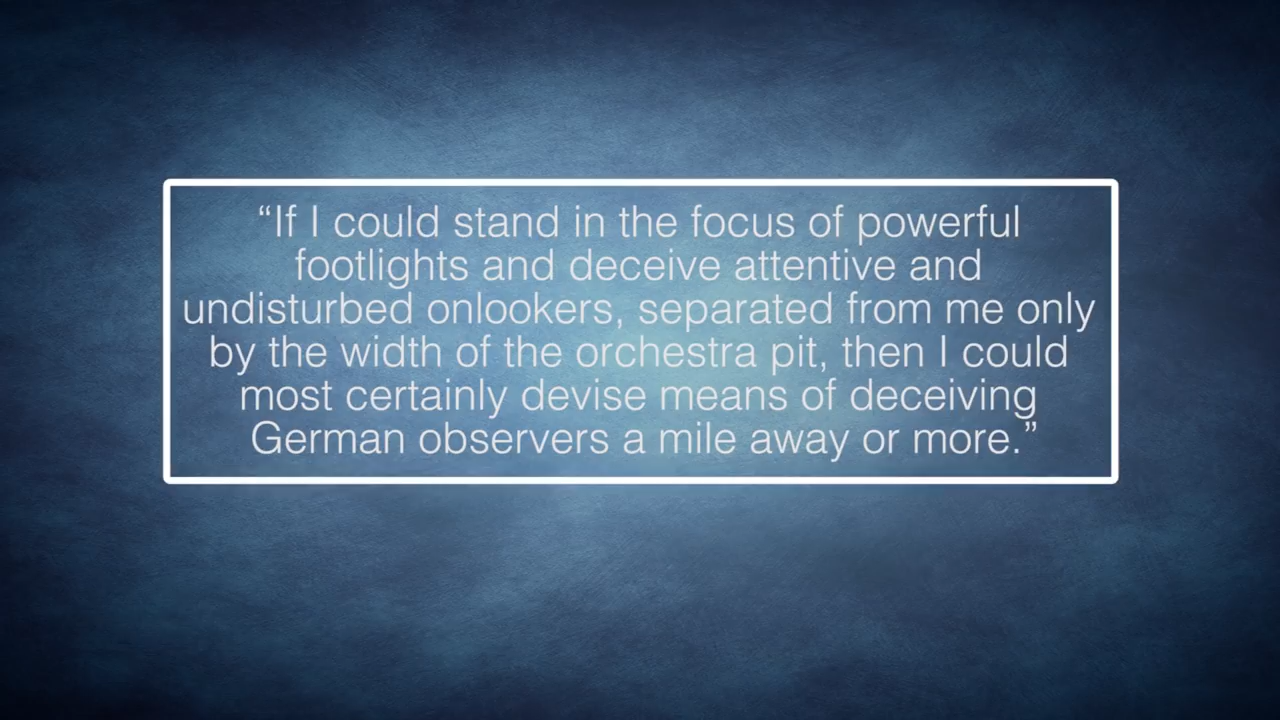 “If I could stand in the focus of powerful
footlights and deceive attentive and
undisturbed onlookers, separated from me only
by the width of the orchestra pit, then I could
most certainly devise means of deceiving
German observers a mile away or more.”